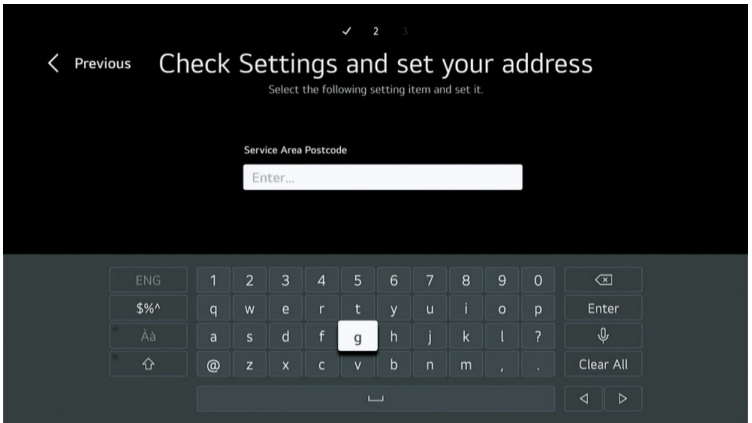 2 3
Previous
Check Settings and set your address
Select the following setting item and set it.
Service Area Postcode
Enter...
ENG 1 2 3 4 5 6 7 8 9 0
$%^ q w e r t y u i o p Enter
Àà a s d f g h j k l ?
@ z x c v b n m , . Clear All